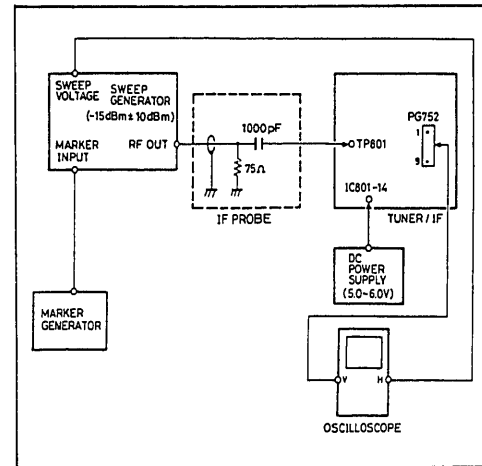 SWEEP
VOLTAGE
SWEEP
GENERATOR
(-15dBm±10dBm)
MARKER
INPUT
RF OUT
1000pF
75Ω
IF PROBE
TP801
PG752
1
9
IC801-14
TUNER / IF
DC
POWER
SUPPLY
(5.0~6.0V)
MARKER
GENERATOR
V
H
OSCILLOSCOPE